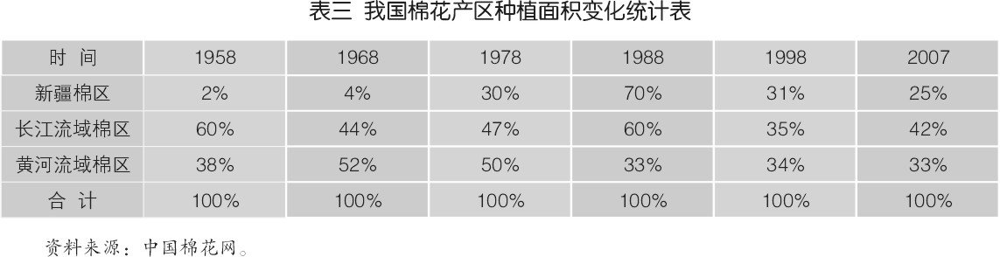 表三 我国棉花产区种植面积变化统计表
时 间 1958 1968 1978 1988 1998 2007
新疆棉区 2% 4% 30% 70% 31% 25%
长江流域棉区 60% 44% 47% 60% 35% 42%
黄河流域棉区 38% 52% 50% 33% 34% 33%
合 计 100% 100% 100% 100% 100% 100%
资料来源：中国棉花网。